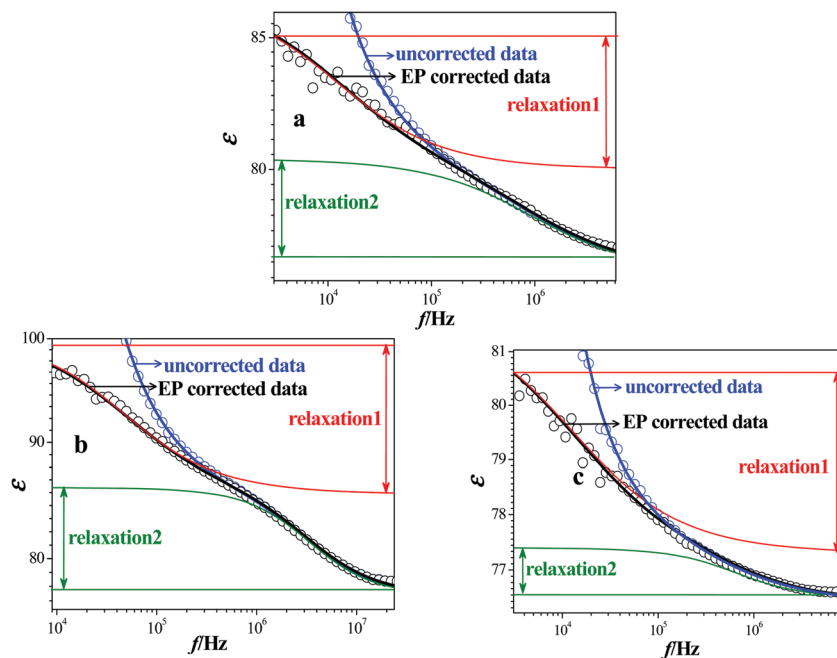 85
uncorrected data
EP corrected data
relaxation1
a
ε
80
relaxation2
10⁴
10⁵
10⁶
f/Hz
100
uncorrected data
EP corrected data
relaxation1
b
90
ε
relaxation2
80
10⁴
10⁵
10⁶
10⁷
f/Hz
81
uncorrected data
80
EP corrected data
relaxation1
79
c
ε
78
77
relaxation2
10⁴
10⁵
10⁶
f/Hz